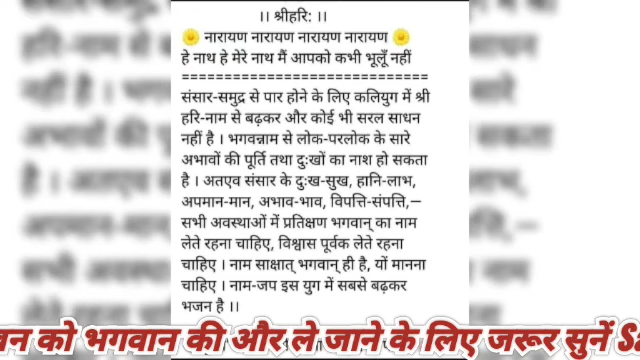 ।। श्रीहरि: ।।
नारायण नारायण नारायण नारायण
हे नाथ हे मेरे नाथ मैं आपको कभी भूलूँ नहीं
=============================
संसार-समुद्र से पार होने के लिए कलियुग में श्री
हरि-नाम से बढ़कर और कोई भी सरल साधन
नहीं है । भगवन्नाम से लोक-परलोक के सारे
अभावों की पूर्ति तथा दुःखों का नाश हो सकता
है । अतएव संसार के दुःख-सुख, हानि-लाभ,
अपमान-मान, अभाव-भाव, विपत्ति-संपत्ति,—
सभी अवस्थाओं में प्रतिक्षण भगवान् का नाम
लेते रहना चाहिए, विश्वास पूर्वक लेते रहना
चाहिए । नाम साक्षात् भगवान् ही है, यों मानना
चाहिए । नाम-जप इस युग में सबसे बढ़कर
भजन है ।।
को भगवान की और ले जाने के लिए जरूर सुनें